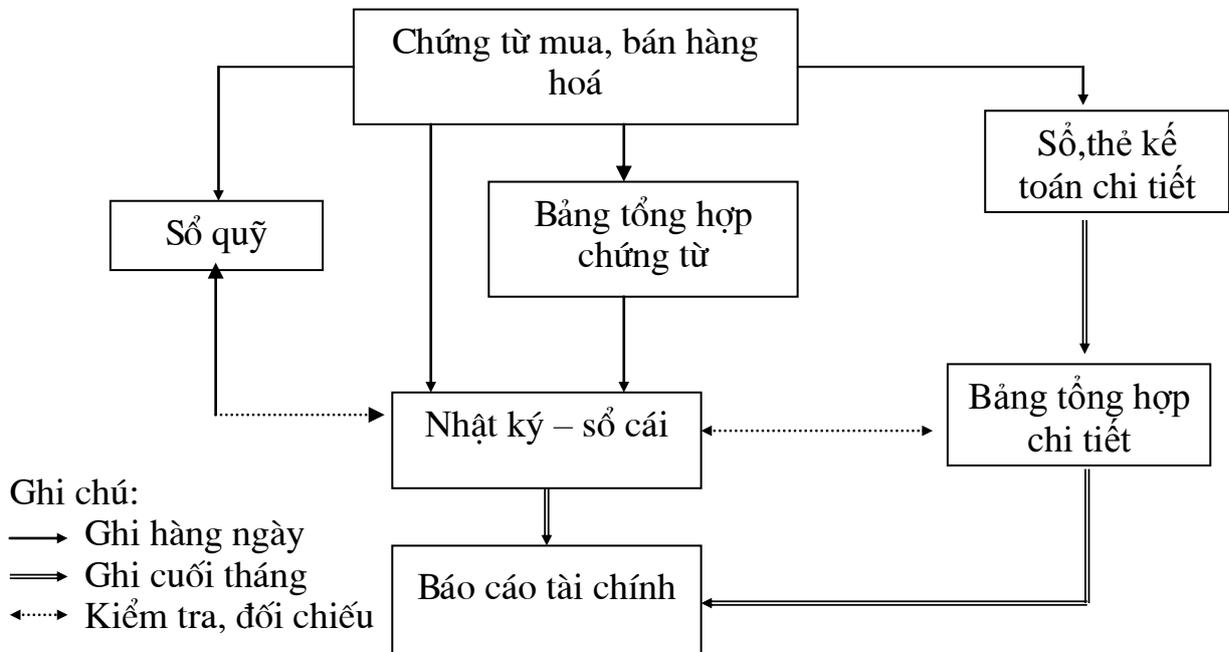 Chứng từ mua, bán hàng
hoá
Sổ,thẻ kế
toán chi tiết
Sổ quỹ
Bảng tổng hợp
chứng từ
Nhật ký – sổ cái
Bảng tổng hợp
chi tiết
Ghi chú:
Ghi hàng ngày
Ghi cuối tháng
Kiểm tra, đối chiếu
Báo cáo tài chính